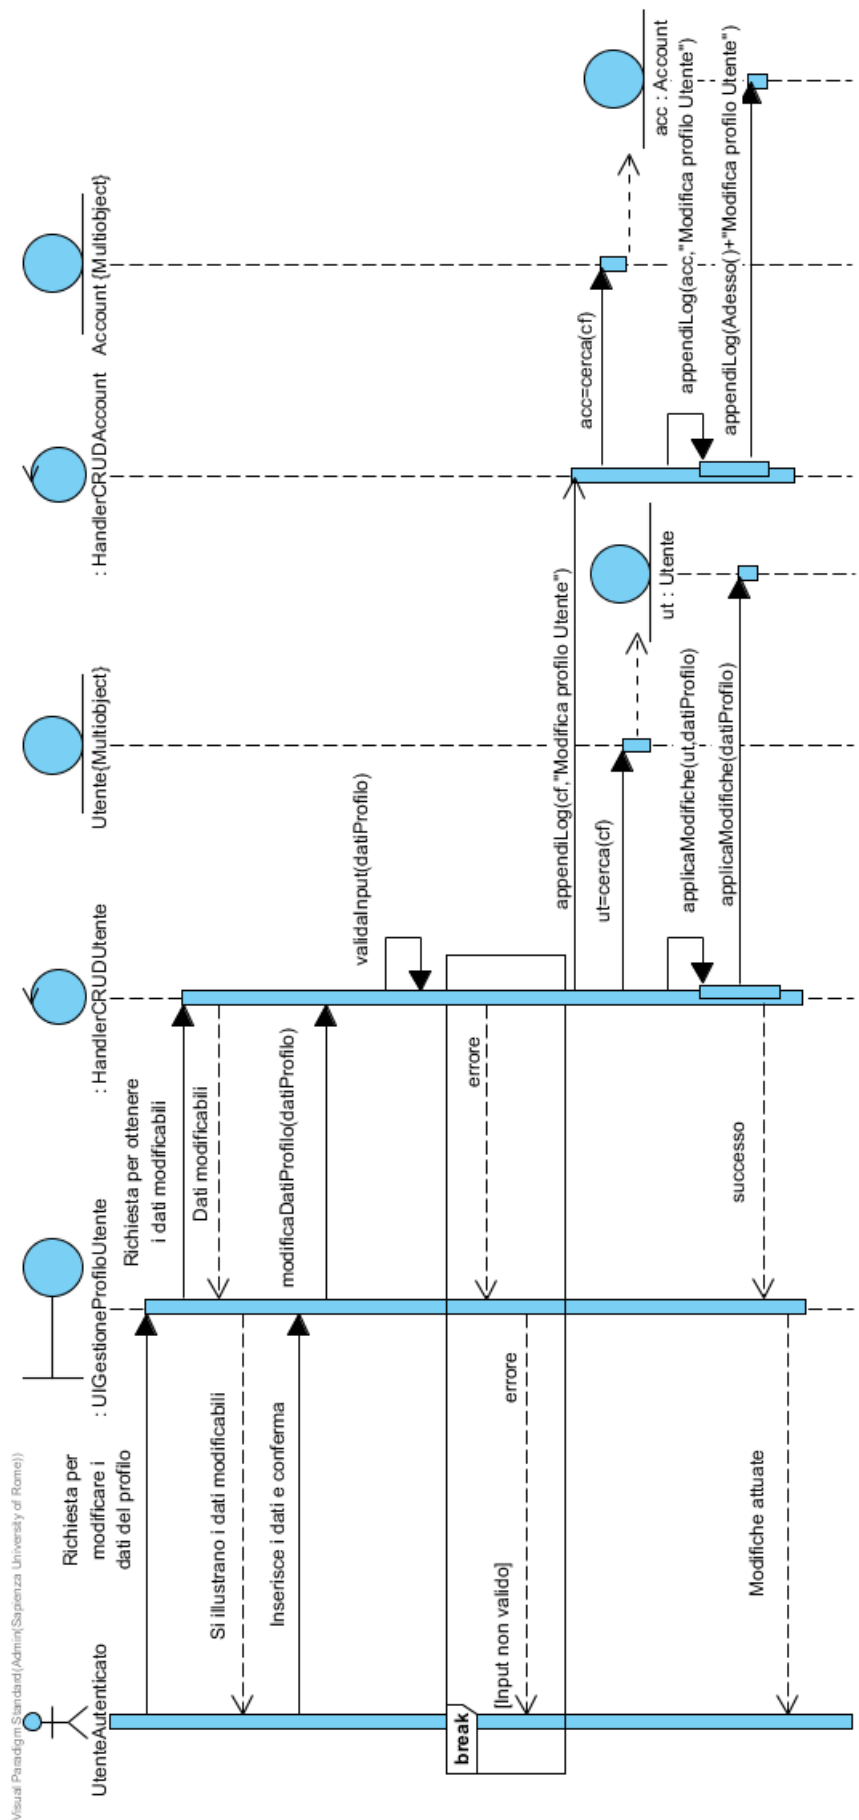 Visual Paradigm Standard(Admin(Sapienza University of Rome))
UtenteAutenticato
: UIGestioneProfiloUtente
: HandlerCRUDUtente
Utente{Multiobject}
: HandlerCRUDAccount
Account{Multiobject}
Richiesta per
modificare i
dati del profilo
Richiesta per ottenere
i dati modificabili
Dati modificabili
Si illustrano i dati modificabili
Inserisce i dati e conferma
modificaDatiProfilo(datiProfilo)
validaInput(datiProfilo)
break
[Input non valido]
errore
errore
appendiLog(cf,"Modifica profilo Utente")
acc=cerca(cf)
acc : Account
ut=cerca(cf)
ut : Utente
applicaModifiche(ut,datiProfilo)
appendiLog(acc,"Modifica profilo Utente")
applicaModifiche(datiProfilo)
appendiLog(Adesso()+"Modifica profilo Utente")
successo
Modifiche attuate